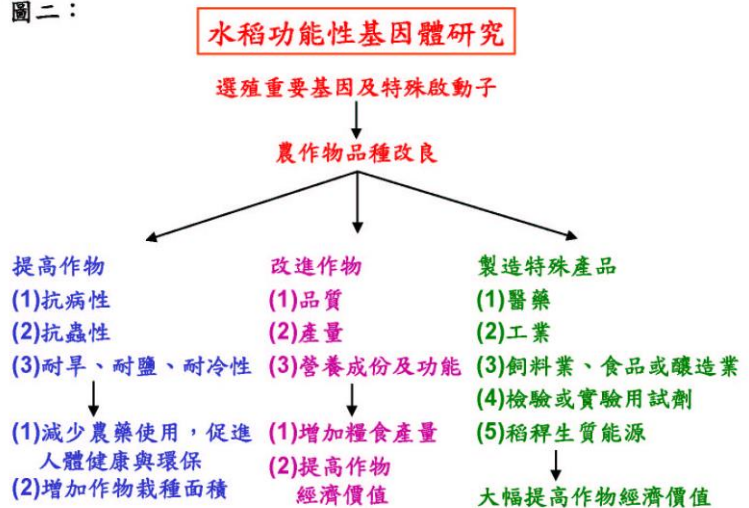 圖二：
水稻功能性基因體研究
選殖重要基因及特殊啟動子
農作物品種改良
提高作物
(1)抗病性
(2)抗蟲性
(3)耐旱、耐鹽、耐冷性
(1)減少農藥使用，促進
人體健康與環保
(2)增加作物栽種面積
改進作物
(1)品質
(2)產量
(3)營養成份及功能
(1)增加糧食產量
(2)提高作物
經濟價值
製造特殊產品
(1)醫藥
(2)工業
(3)飼料業、食品或釀造業
(4)檢驗或實驗用試劑
(5)稻稈生質能源
大幅提高作物經濟價值